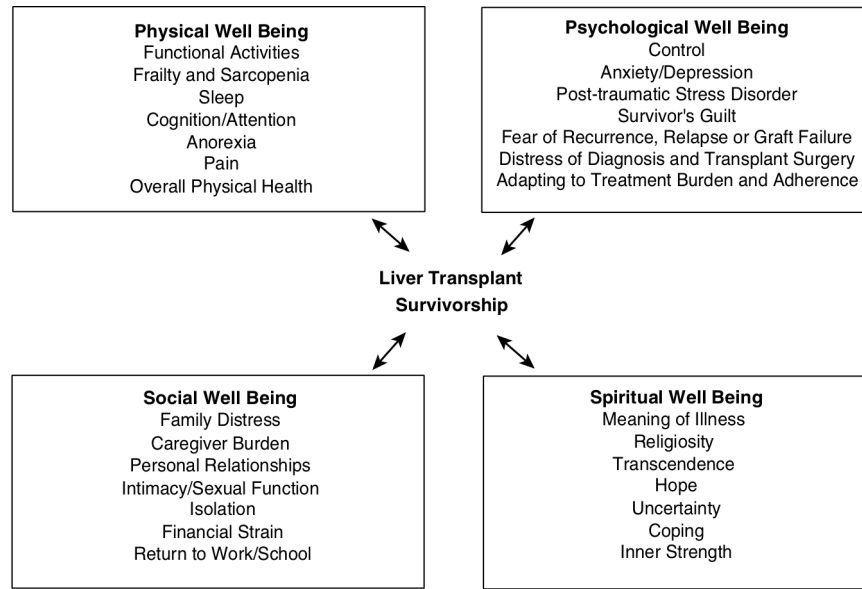 Physical Well Being
Functional Activities
Frailty and Sarcopenia
Sleep
Cognition/Attention
Anorexia
Pain
Overall Physical Health
Psychological Well Being
Control
Anxiety/Depression
Post-traumatic Stress Disorder
Survivor's Guilt
Fear of Recurrence, Relapse or Graft Failure
Distress of Diagnosis and Transplant Surgery
Adapting to Treatment Burden and Adherence
Liver Transplant
Survivorship
Social Well Being
Family Distress
Caregiver Burden
Personal Relationships
Intimacy/Sexual Function
Isolation
Financial Strain
Return to Work/School
Spiritual Well Being
Meaning of Illness
Religiosity
Transcendence
Hope
Uncertainty
Coping
Inner Strength